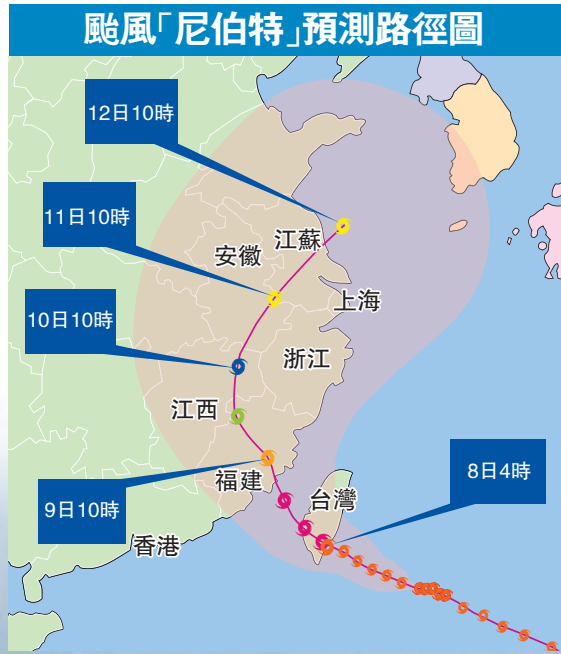 颱風「尼伯特」預測路徑圖
12日10時
11日10時
江蘇
安徽
上海
10日10時
浙江
江西
8日4時
福建
台灣
9日10時
香港